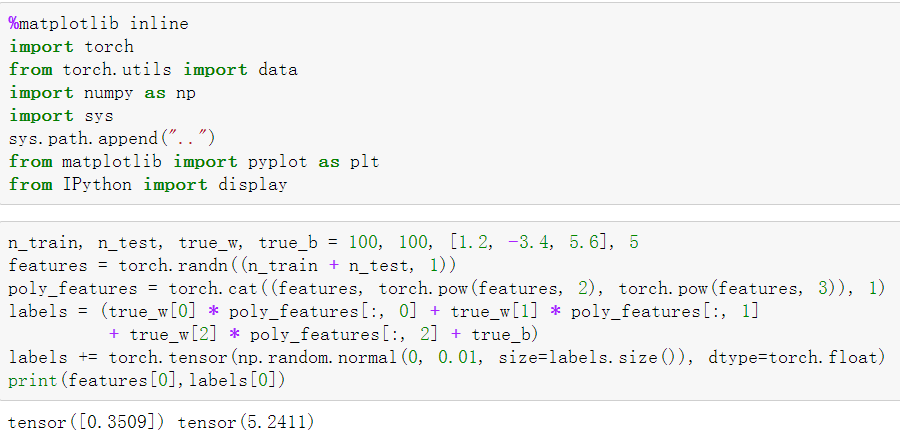 %matplotlib inline
import torch
from torch.utils import data
import numpy as np
import sys
sys.path.append("..")
from matplotlib import pyplot as plt
from IPython import display
n_train, n_test, true_w, true_b = 100, 100, [1.2, -3.4, 5.6], 5
features = torch.randn((n_train + n_test, 1))
poly_features = torch.cat((features, torch.pow(features, 2), torch.pow(features, 3)), 1)
labels = (true_w[0] * poly_features[:, 0] + true_w[1] * poly_features[:, 1]
+ true_w[2] * poly_features[:, 2] + true_b)
labels += torch.tensor(np.random.normal(0, 0.01, size=labels.size()), dtype=torch.float)
print(features[0],labels[0])
tensor([0.3509]) tensor(5.2411)